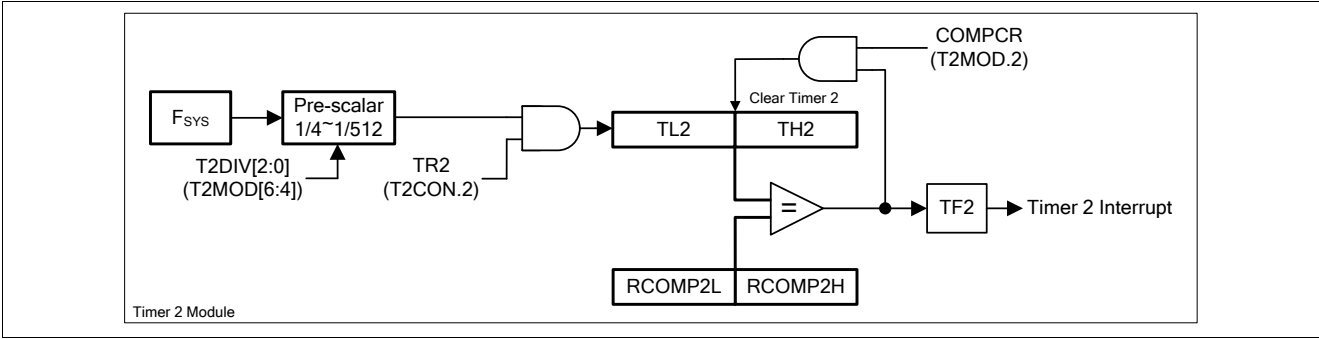 COMPCR
(T2MOD.2)
Clear Timer 2
FSYS
Pre-scalar
1/4~1/512
TL2
TH2
T2DIV[2:0]
(T2MOD[6:4])
TR2
(T2CON.2)
=
TF2
Timer 2 Interrupt
RCOMP2L
RCOMP2H
Timer 2 Module